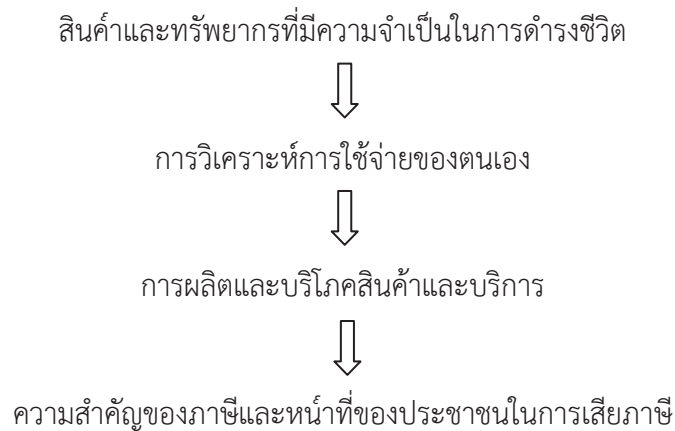 สินค้าและทรัพยากรที่มีความจำเป็นในการดำรงชีวิต
การวิเคราะห์การใช้จ่ายของตนเอง
การผลิตและบริโภคสินค้าและบริการ
ความสำคัญของภาษีและหน้าที่ของประชาชนในการเสียภาษี